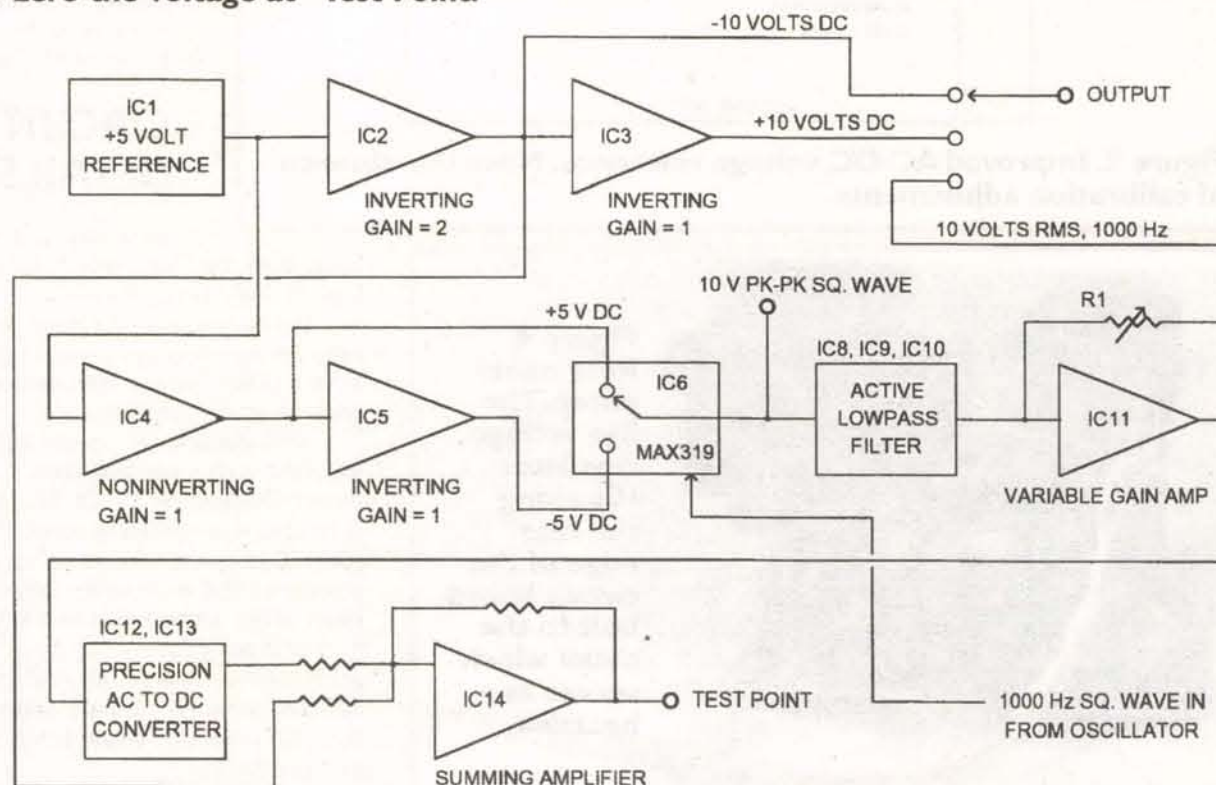 zero the voltage at "Test Point."
-10 VOLTS DC
IC1
+5 VOLT
REFERENCE
IC2
IC3
+10 VOLTS DC
OUTPUT
INVERTING
GAIN = 2
INVERTING
GAIN = 1
10 VOLTS RMS, 1000 Hz
10 V PK-PK SQ. WAVE
R1
+5 V DC
IC8, IC9, IC10
IC6
ACTIVE
LOWPASS
FILTER
IC4
IC5
IC11
MAX319
NONINVERTING
GAIN = 1
INVERTING
GAIN = 1
-5 V DC
VARIABLE GAIN AMP
IC12, IC13
PRECISION
AC TO DC
CONVERTER
IC14
TEST POINT
1000 Hz SQ. WAVE IN
FROM OSCILLATOR
SUMMING AMPLIFIER